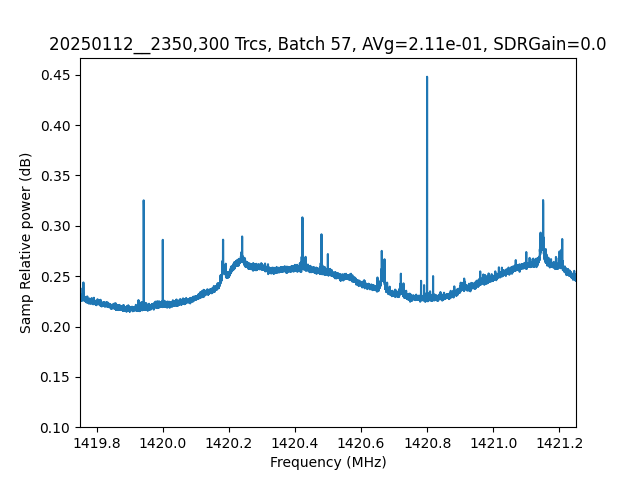 20250112__2350,300 Trcs, Batch 57, AVg=2.11e-01, SDRGain=0.0
Samp Relative power (dB)
0.45
0.40
0.35
0.30
0.25
0.20
0.15
0.10
1419.8 1420.0 1420.2 1420.4 1420.6 1420.8 1421.0 1421.2
Frequency (MHz)